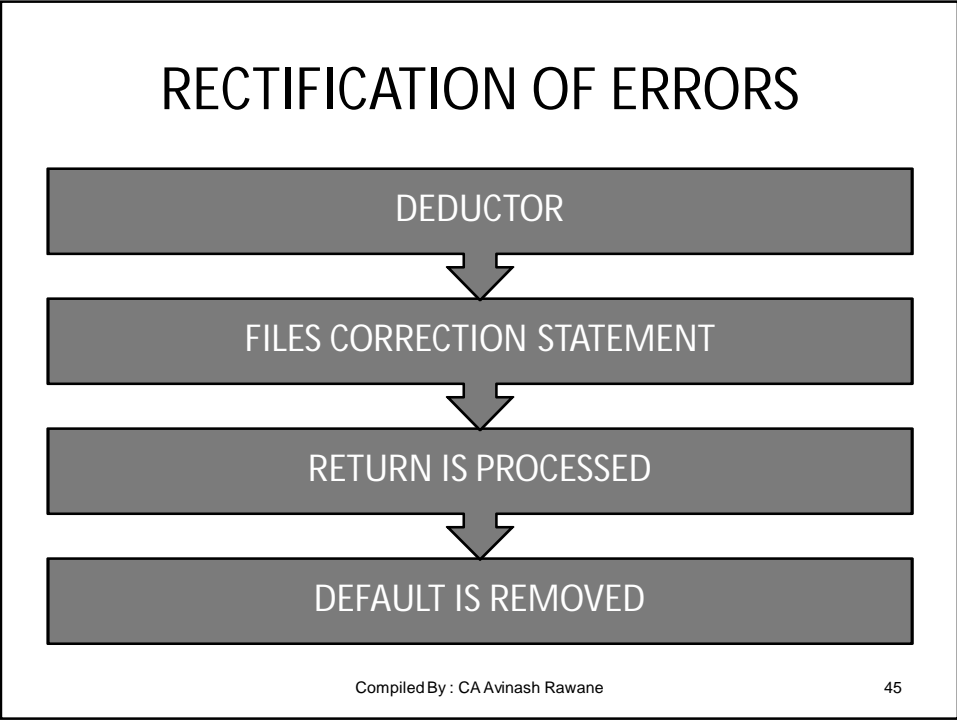 RECTIFICATION OF ERRORS
DEDUCTOR
FILES CORRECTION STATEMENT
RETURN IS PROCESSED
DEFAULT IS REMOVED
Compiled By : CA Avinash Rawane 45